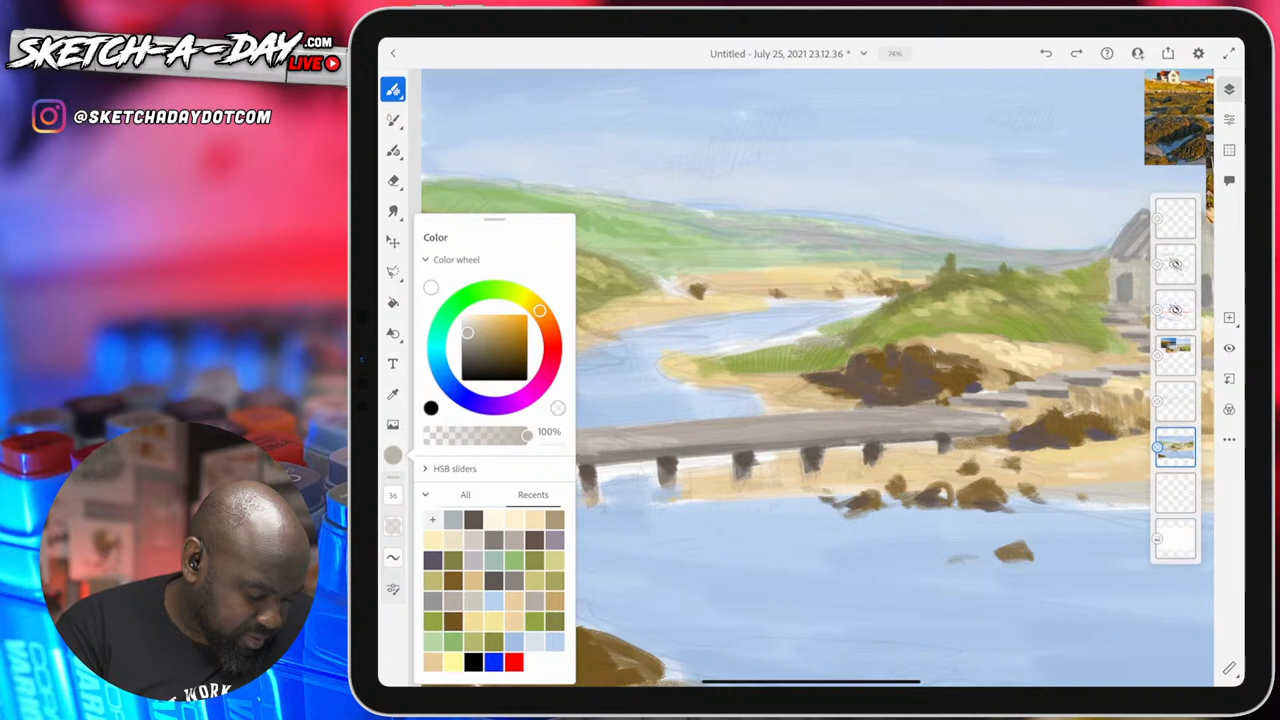 SKETCH-A-DAY
.COM
LIVE
@SKETCHADAYDOTCOM
Untitled - July 25, 2021 23.12.36 *
74%
Color
Color wheel
100%
HSB sliders
All
Recents
T
36
T WORK